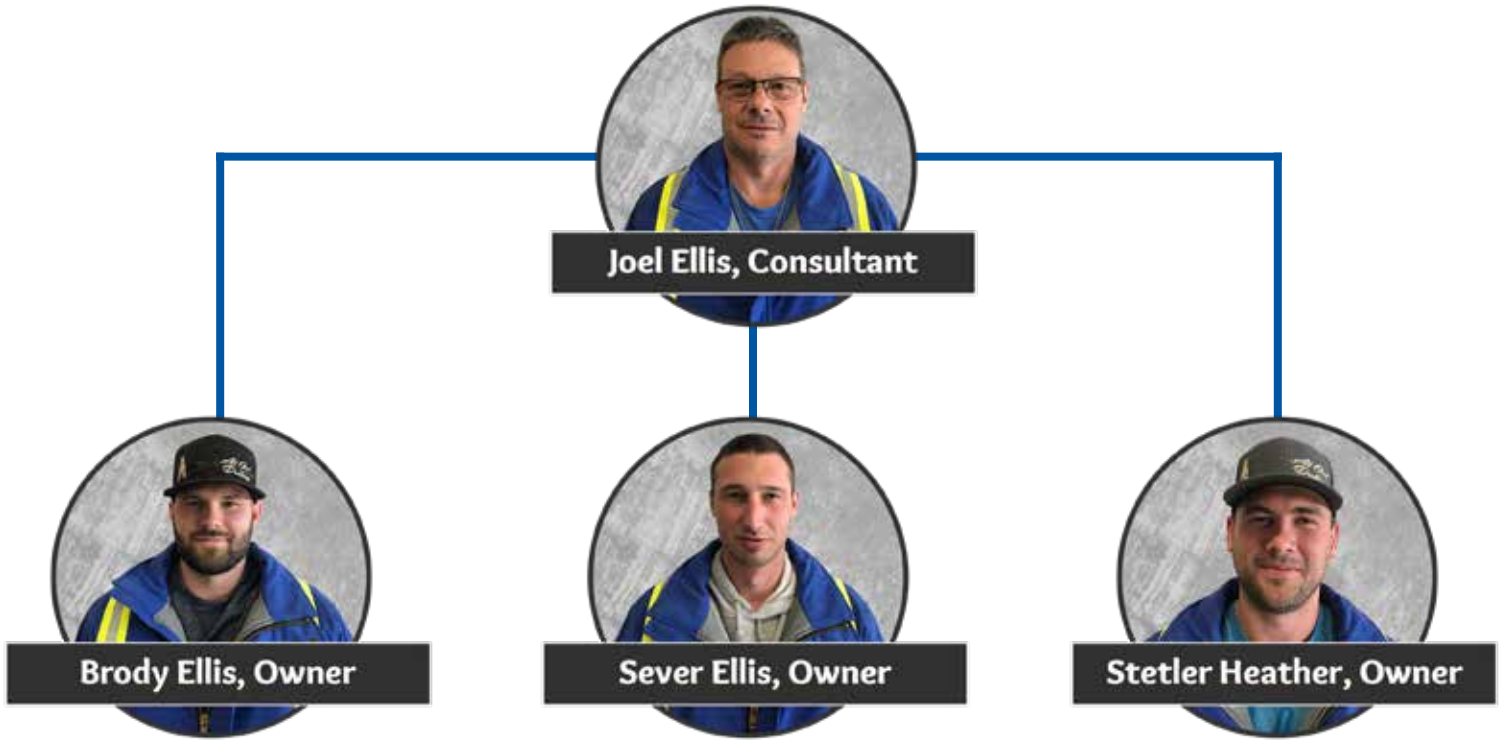 Joel Ellis, Consultant
Brody Ellis, Owner
Sever Ellis, Owner
Stetler Heather, Owner